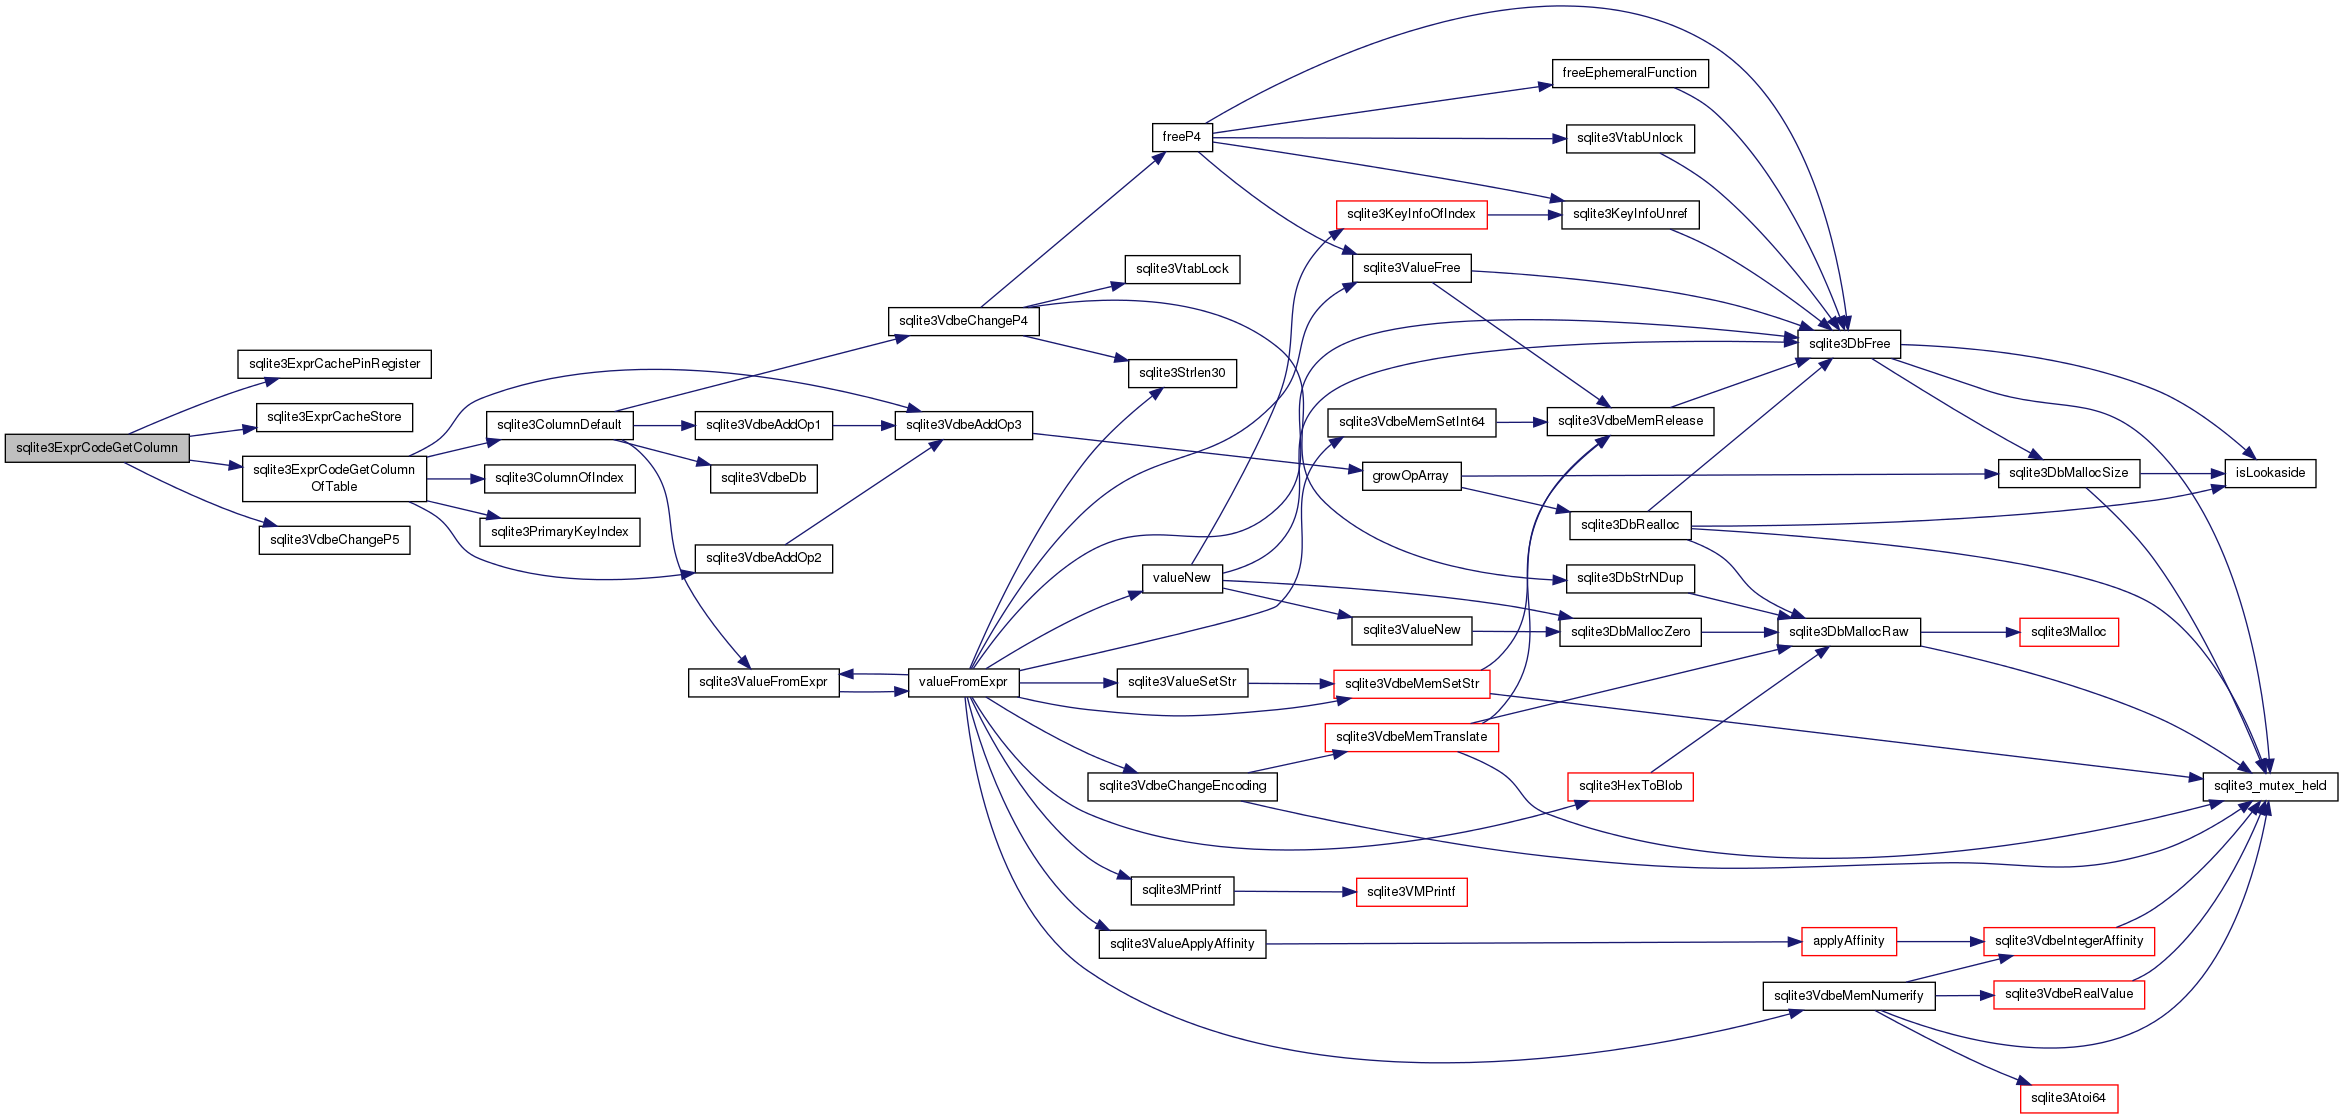 sqlite3ExprCodeGetColumn
sqlite3ExprCachePinRegister
sqlite3ExprCacheStore
sqlite3ExprCodeGetColumn
OfTable
sqlite3VdbeChangeP5
sqlite3ColumnDefault
sqlite3ColumnOfIndex
sqlite3PrimaryKeyIndex
sqlite3VdbeAddOp1
sqlite3VdbeDb
sqlite3VdbeAddOp2
sqlite3ValueFromExpr
sqlite3VdbeChangeP4
sqlite3VdbeAddOp3
valueFromExpr
freeP4
sqlite3VtabLock
sqlite3Strlen30
valueNew
sqlite3ValueSetStr
sqlite3VdbeChangeEncoding
sqlite3MPrintf
sqlite3ValueApplyAffinity
sqlite3KeyInfoOfIndex
sqlite3ValueFree
sqlite3VdbeMemSetInt64
growOpArray
sqlite3ValueNew
sqlite3VdbeMemSetStr
sqlite3VdbeMemTranslate
sqlite3VMPrintf
freeEphemeralFunction
sqlite3VtabUnlock
sqlite3KeyInfoUnref
sqlite3VdbeMemRelease
sqlite3DbRealloc
sqlite3DbStrNDup
sqlite3DbMallocZero
sqlite3HexToBlob
sqlite3DbFree
sqlite3DbMallocRaw
applyAffinity
sqlite3VdbeMemNumerify
sqlite3DbMallocSize
sqlite3Malloc
sqlite3VdbeIntegerAffinity
sqlite3VdbeRealValue
sqlite3Atoi64
isLookaside
sqlite3_mutex_held